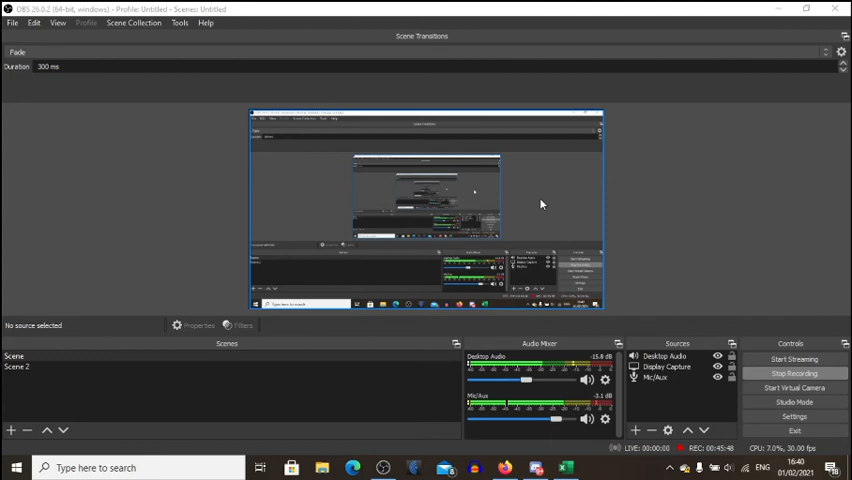 OBS 26.0.2 (64-bit, windows) - Profile: Untitled - Scenes: Untitled
File Edit View Profile Scene Collection Tools Help
Scene Transitions
Fade
Duration 300 ms
No source selected
Properties Filters
Scenes
Scene
Scene 2
Audio Mixer
Desktop Audio -15.8 dB
Mic/Aux -3.1 dB
Sources
Desktop Audio
Display Capture
Mic/Aux
Controls
Start Streaming
Stop Recording
Start Virtual Camera
Studio Mode
Settings
Exit
LIVE: 00:00:00 REC: 00:45:48 CPU: 7.0%, 30.00 fps
Type here to search
8
ENG
16:40
01/02/2021
18